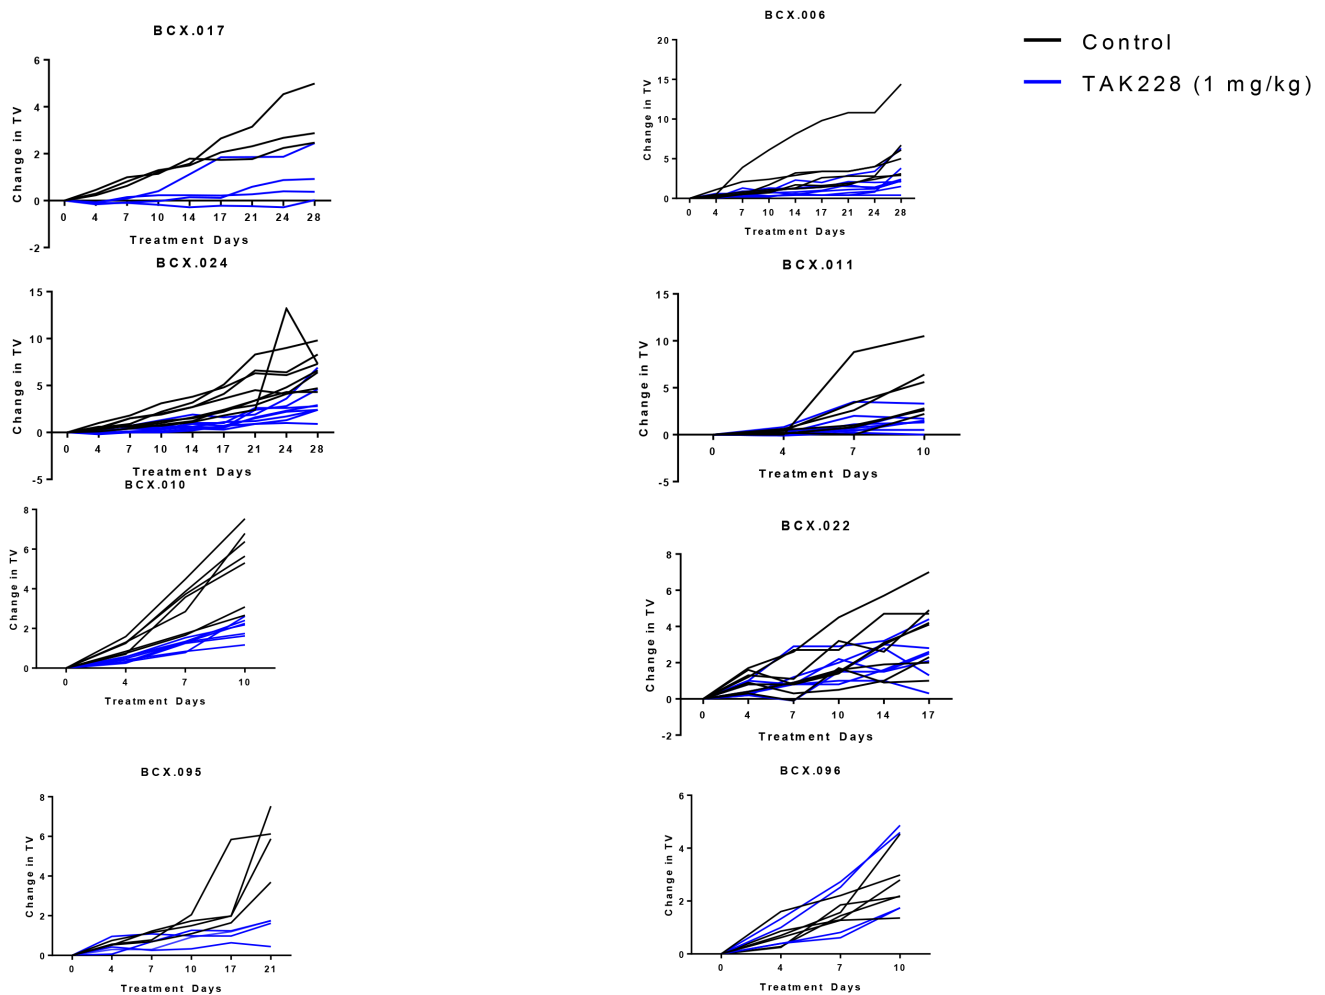 BCX.017
6
4
2
0
-2
Change in TV
0 4 7 10 14 17 21 24 28
Treatment Days
BCX.006
20
15
10
5
0
Change in TV
0 4 7 10 14 17 21 24 28
Treatment Days
Control
TAK228 (1 mg/kg)
BCX.024
15
10
5
0
-5
Change in TV
0 4 7 10 14 17 21 24 28
Treatment Days
BCX.011
15
10
5
0
-5
Change in TV
0 4 7 10
Treatment Days
BCX.010
8
6
4
2
0
Change in TV
0 4 7 10
Treatment Days
BCX.022
8
6
4
2
0
-2
Change in TV
0 4 7 10 14 17
Treatment Days
BCX.095
8
6
4
2
0
Change in TV
0 4 7 10 17 21
Treatment Days
BCX.096
6
4
2
0
Change in TV
0 4 7 10
Treatment Days